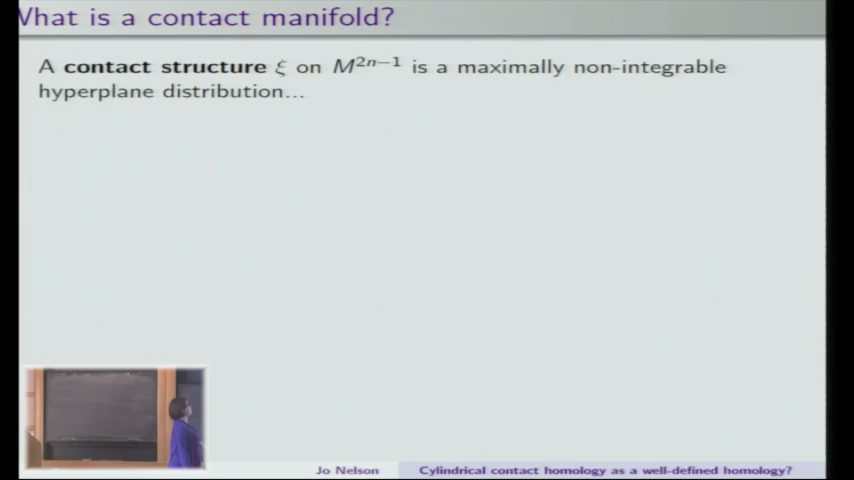 What is a contact manifold?
A contact structure ξ on M²ⁿ⁻¹ is a maximally non-integrable
hyperplane distribution...
Jo Nelson
Cylindrical contact homology as a well-defined homology?